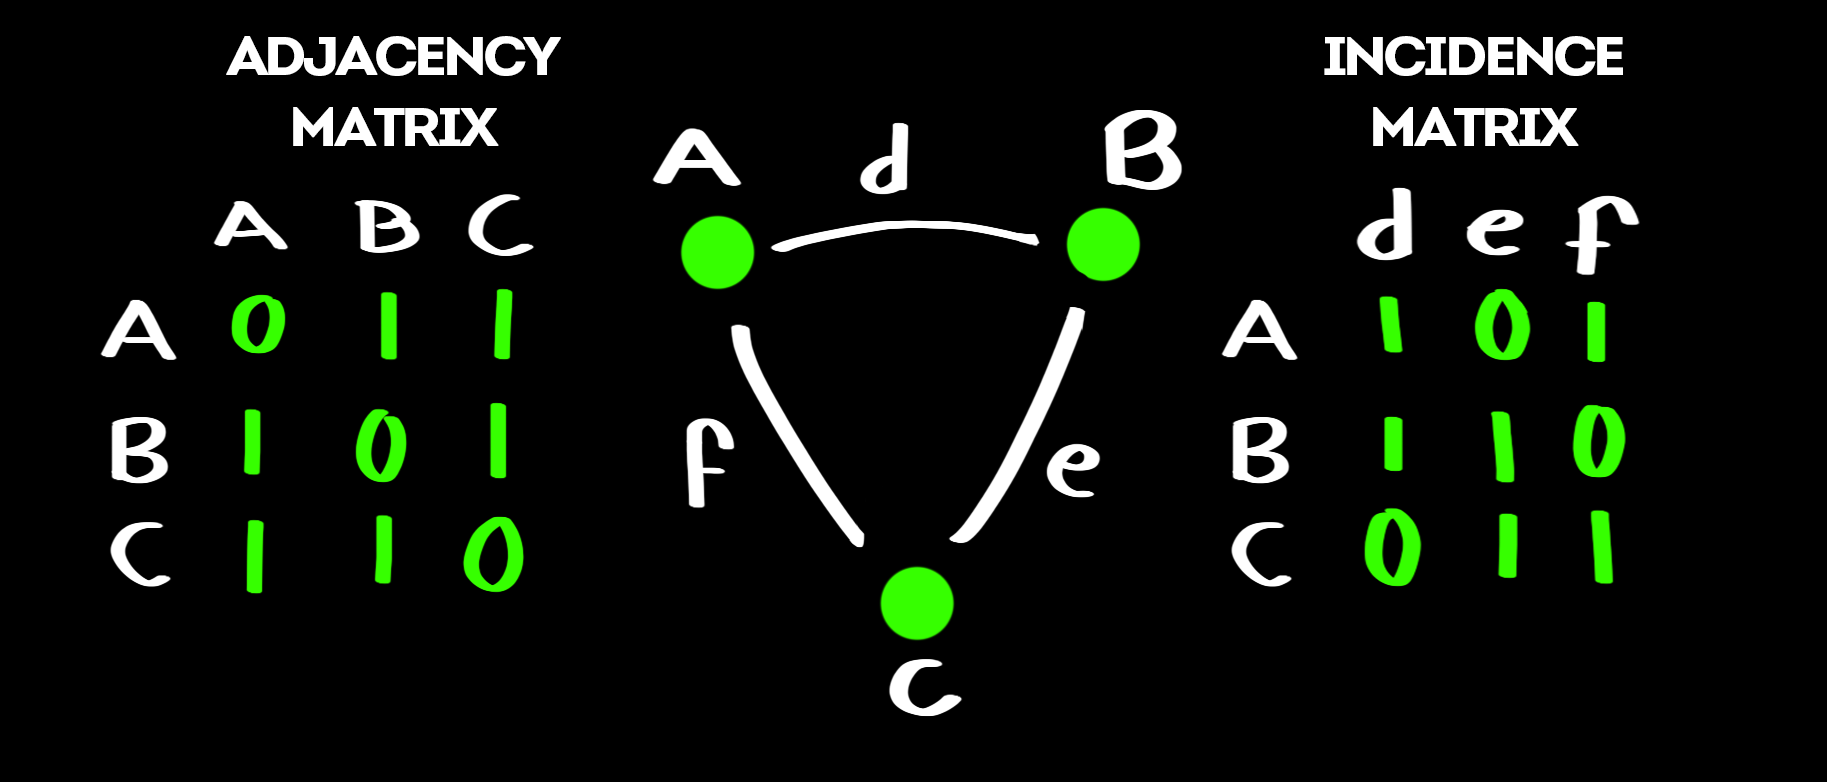 ADJACENCY
MATRIX
A B C
A 0 1 1
B 1 0 1
C 1 1 0
A d B
f e
C
INCIDENCE
MATRIX
d e f
A 1 0 1
B 1 1 0
C 0 1 1